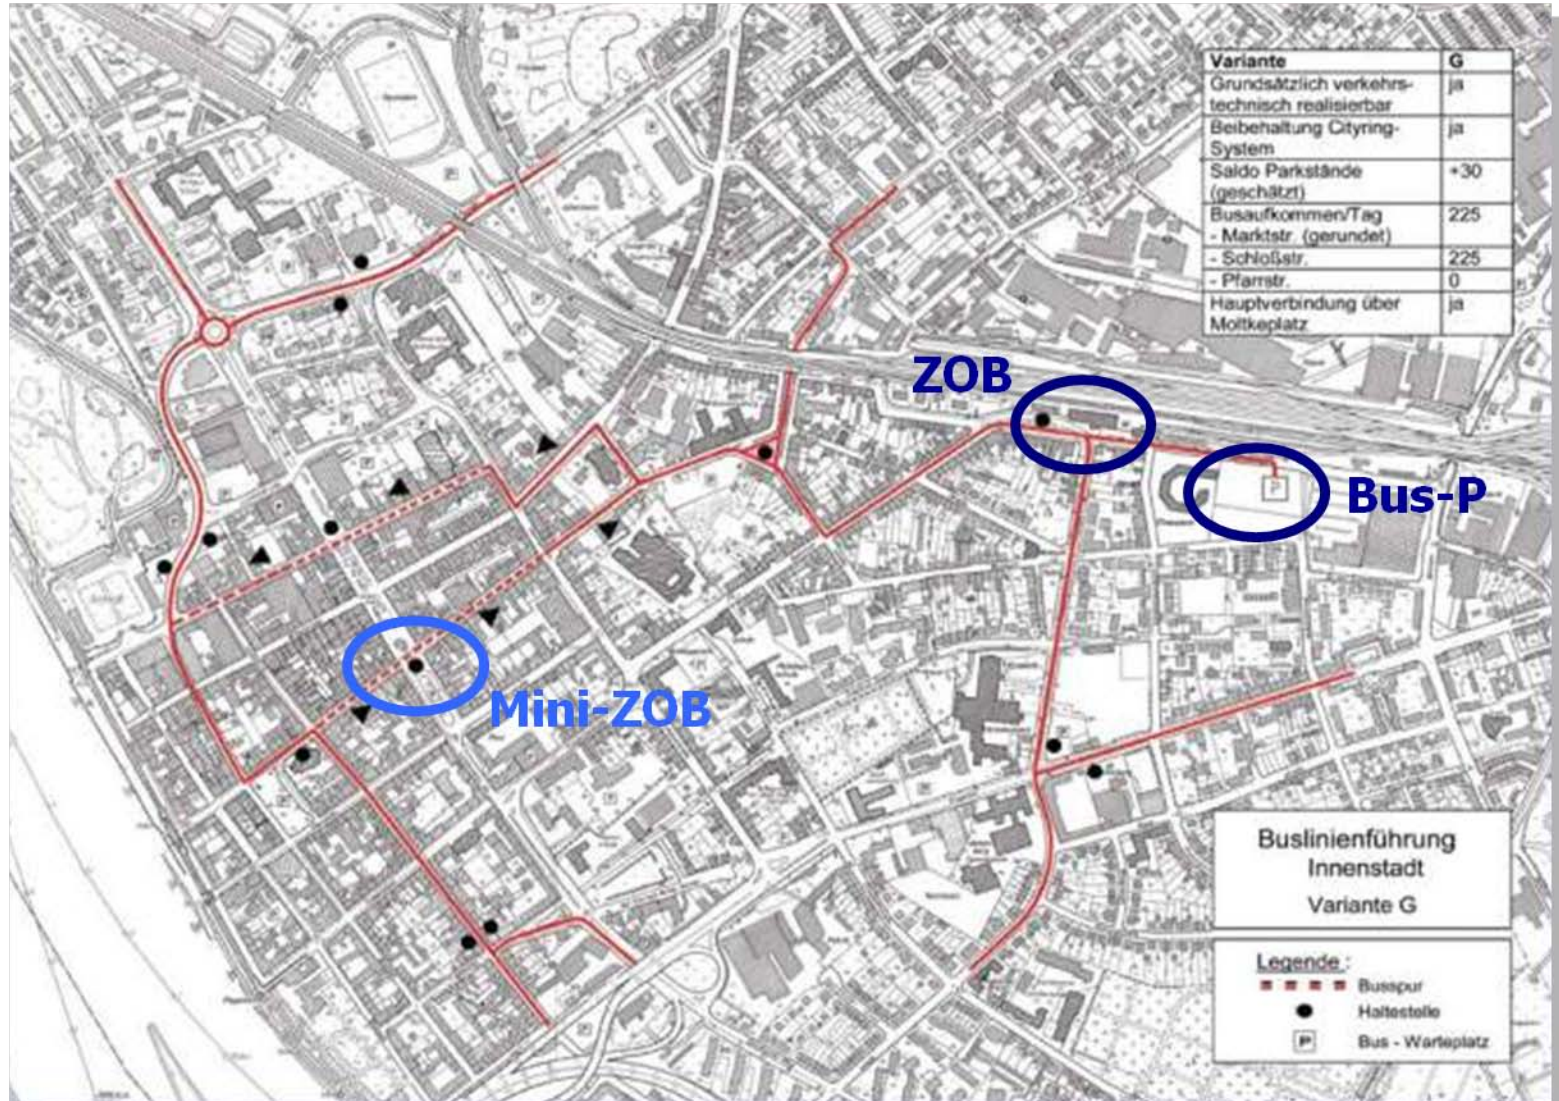 Variante G
Grundsätzlich verkehrs- ja
technisch realisierbar
Beibehaltung Cityring- ja
System
Saldo Parkstände +30
(geschätzt)
Busaufkommen/Tag 225
- Marktstr. (gerundet)
- Schloßstr. 225
- Pfarrstr. 0
Hauptverbindung über ja
Moltkeplatz
ZOB
Bus-P
P
Mini-ZOB
Buslinienführung
Innenstadt
Variante G
Legende :
Busspur
Haltestelle
P Bus - Warteplatz